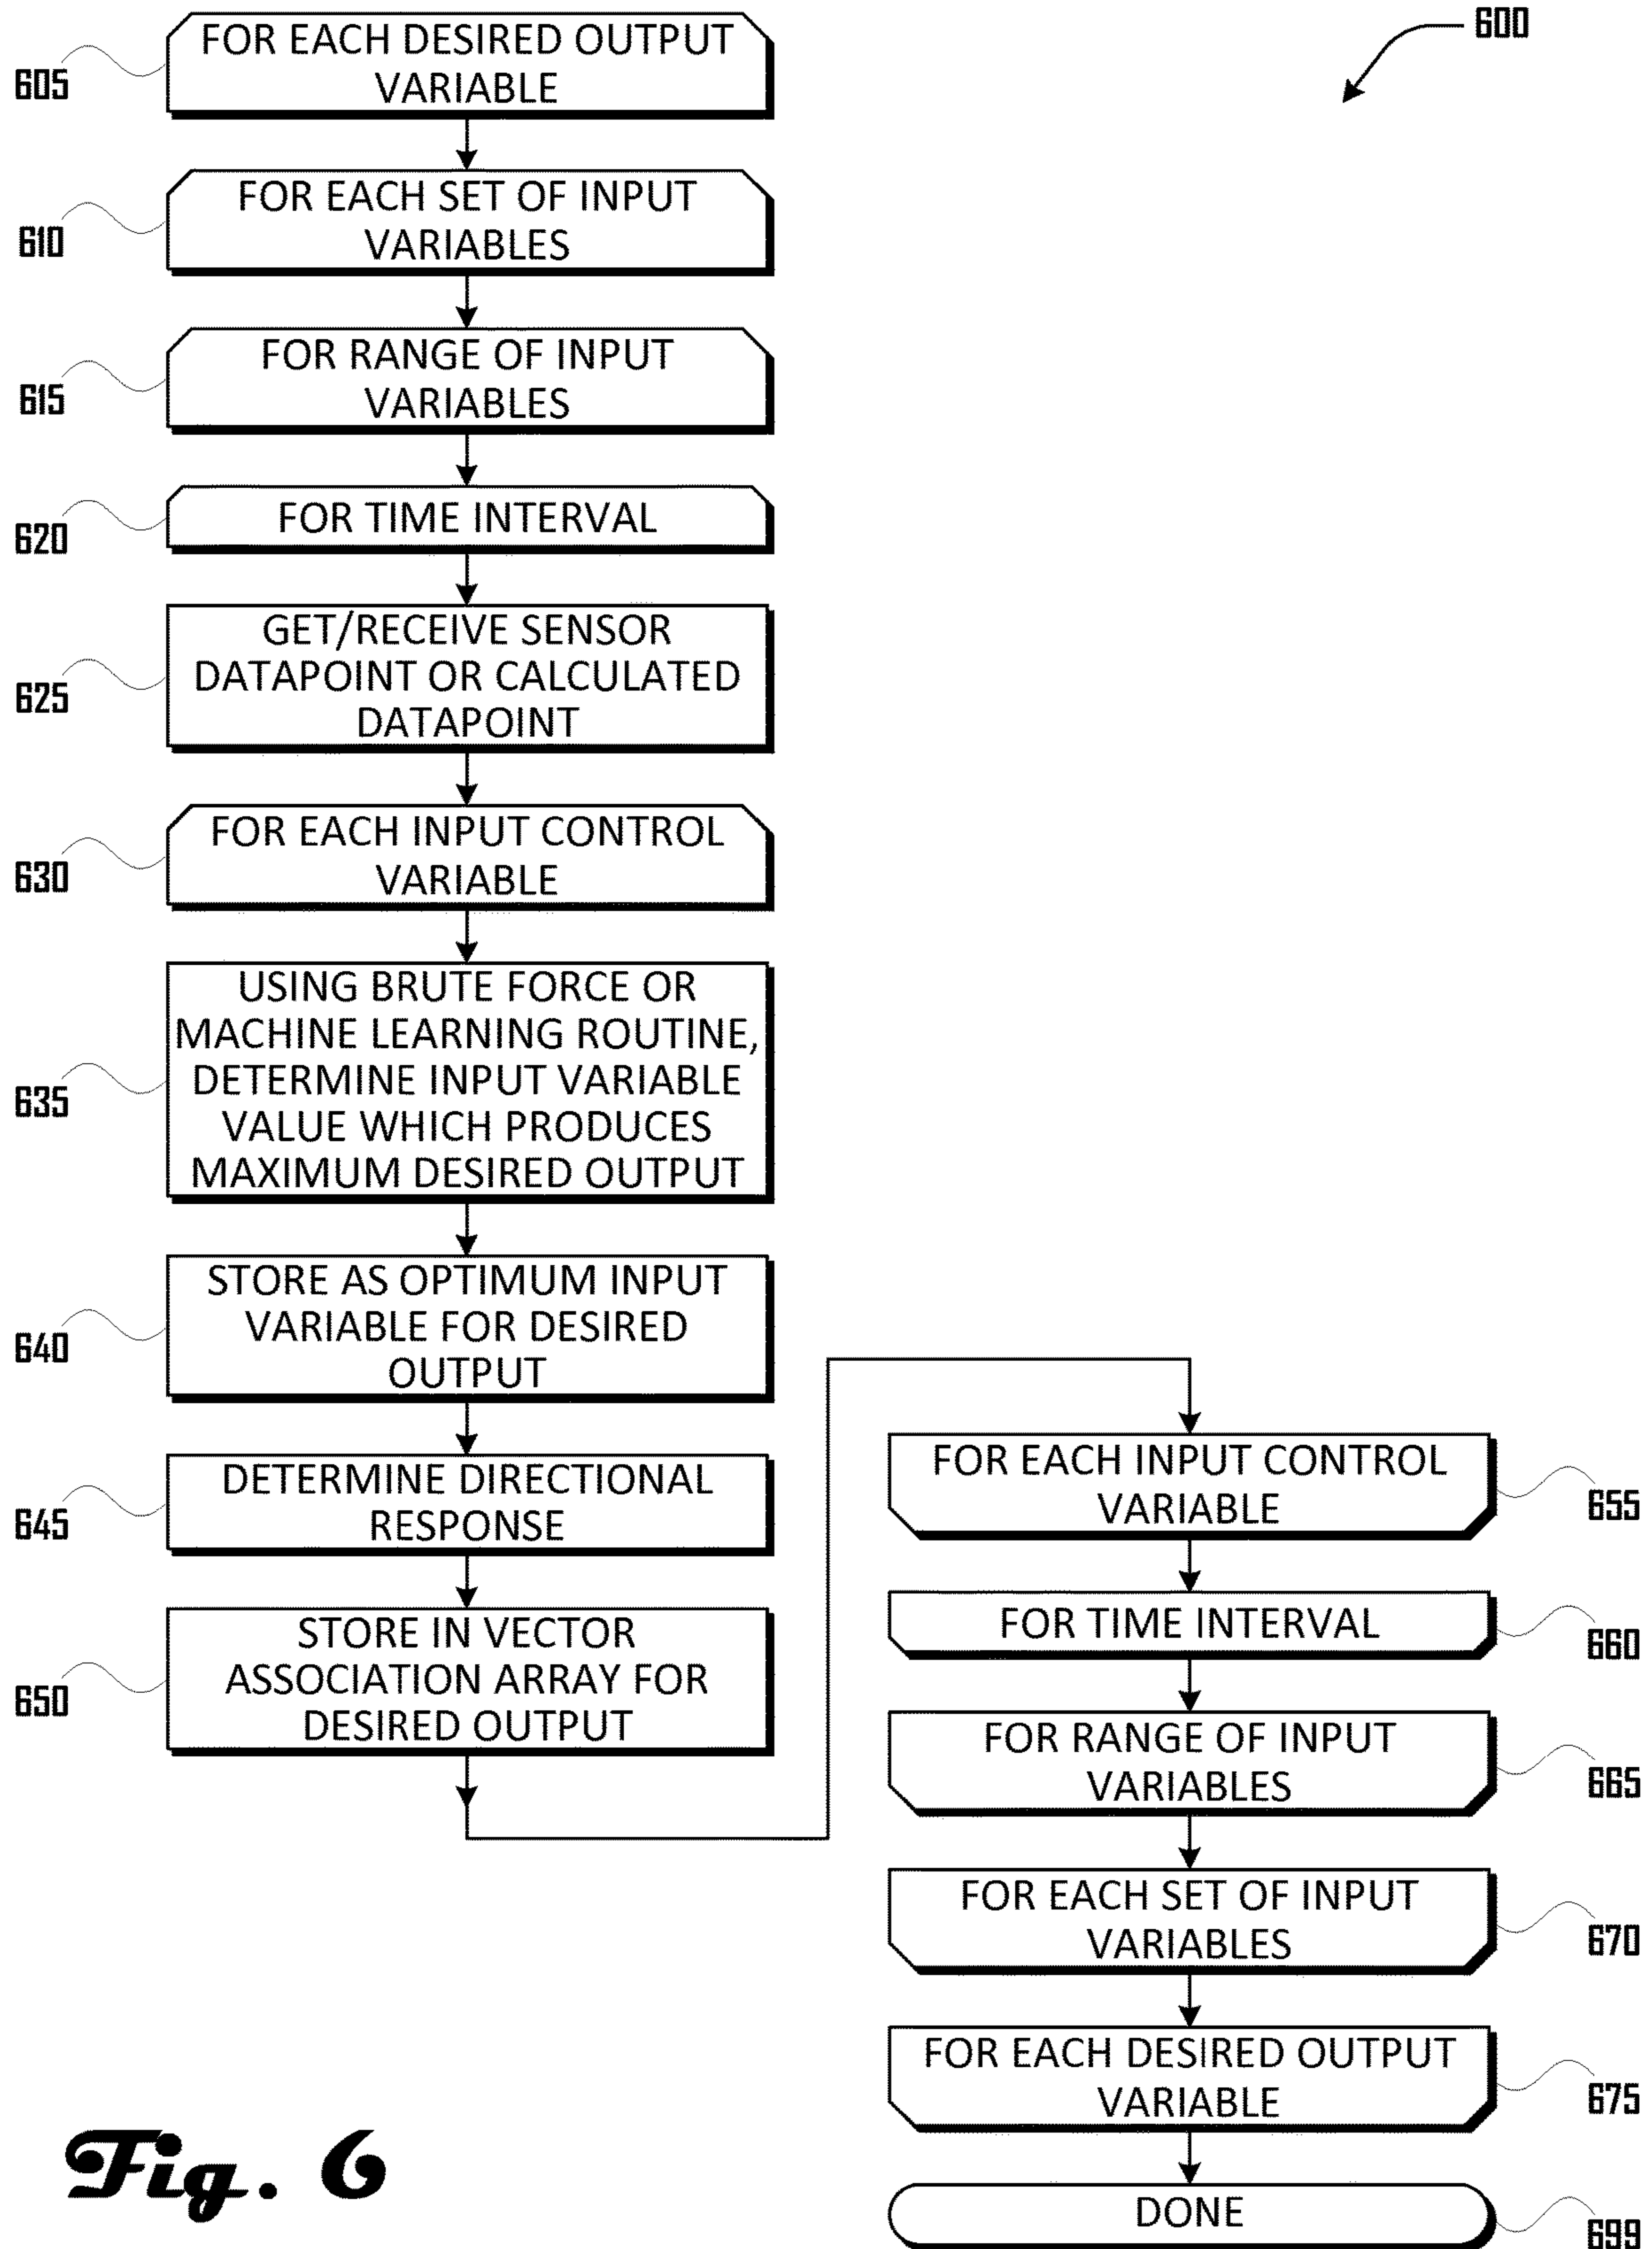 600
605
FOR EACH DESIRED OUTPUT
VARIABLE
610
FOR EACH SET OF INPUT
VARIABLES
615
FOR RANGE OF INPUT
VARIABLES
620
FOR TIME INTERVAL
625
GET/RECEIVE SENSOR
DATAPOINT OR CALCULATED
DATAPOINT
630
FOR EACH INPUT CONTROL
VARIABLE
635
USING BRUTE FORCE OR
MACHINE LEARNING ROUTINE,
DETERMINE INPUT VARIABLE
VALUE WHICH PRODUCES
MAXIMUM DESIRED OUTPUT
640
STORE AS OPTIMUM INPUT
VARIABLE FOR DESIRED
OUTPUT
645
DETERMINE DIRECTIONAL
RESPONSE
650
STORE IN VECTOR
ASSOCIATION ARRAY FOR
DESIRED OUTPUT
FOR EACH INPUT CONTROL
VARIABLE
655
FOR TIME INTERVAL
660
FOR RANGE OF INPUT
VARIABLES
665
FOR EACH SET OF INPUT
VARIABLES
670
FOR EACH DESIRED OUTPUT
VARIABLE
675
DONE
699
Fig. 6